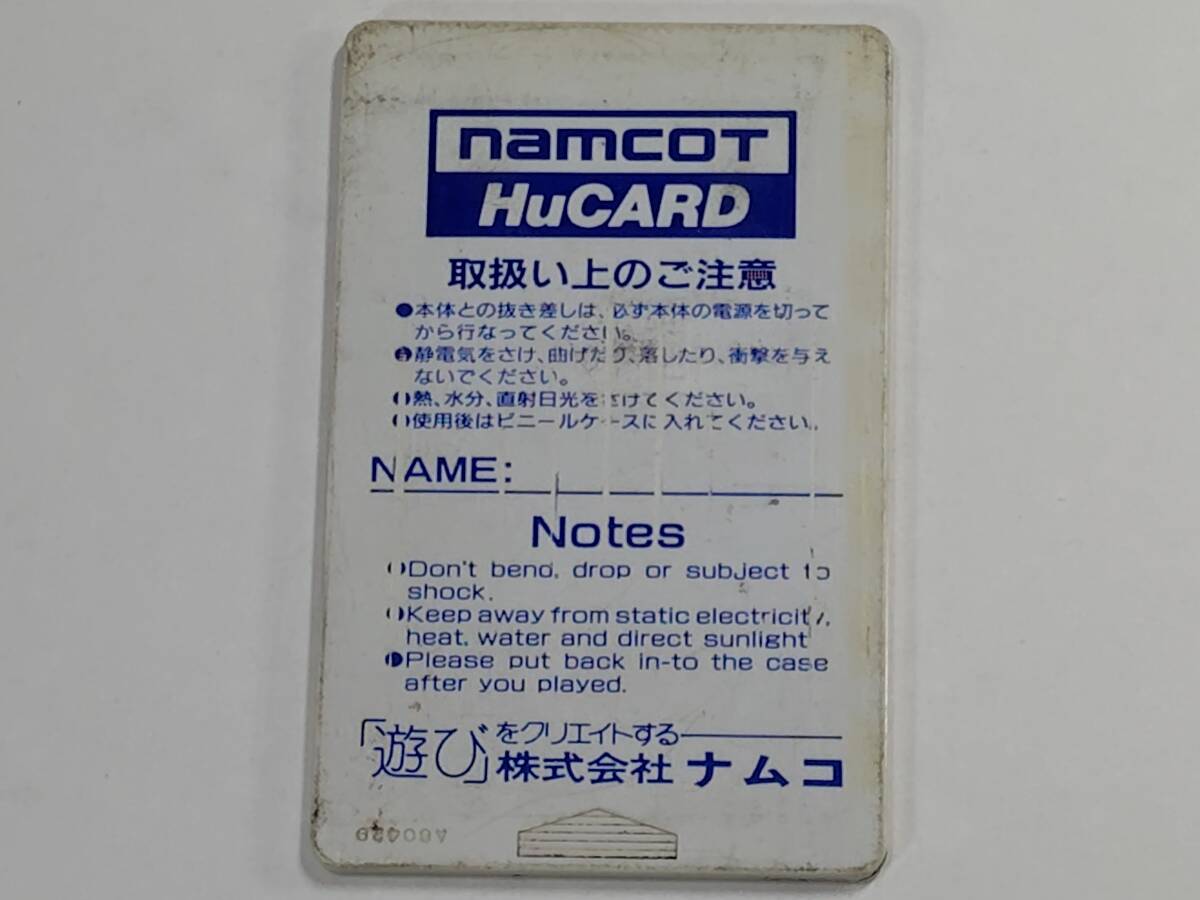 namcoT
HuCARD
取扱い上のご注意
●本体との抜き差しは、必ず本体の電源を切って
から行なってください。
●静電気をさけ、曲げたり、落したり、衝撃を与え
ないでください。
●熱、水分、直射日光をさけてください。
●使用後はビニールケースに入れてください。
NAME:
Notes
●Don't bend, drop or subject to
shock.
●Keep away from static electricity,
heat, water and direct sunlight
●Please put back in-to the case
after you played.
「遊び」をクリエイトする
株式会社 ナムコ